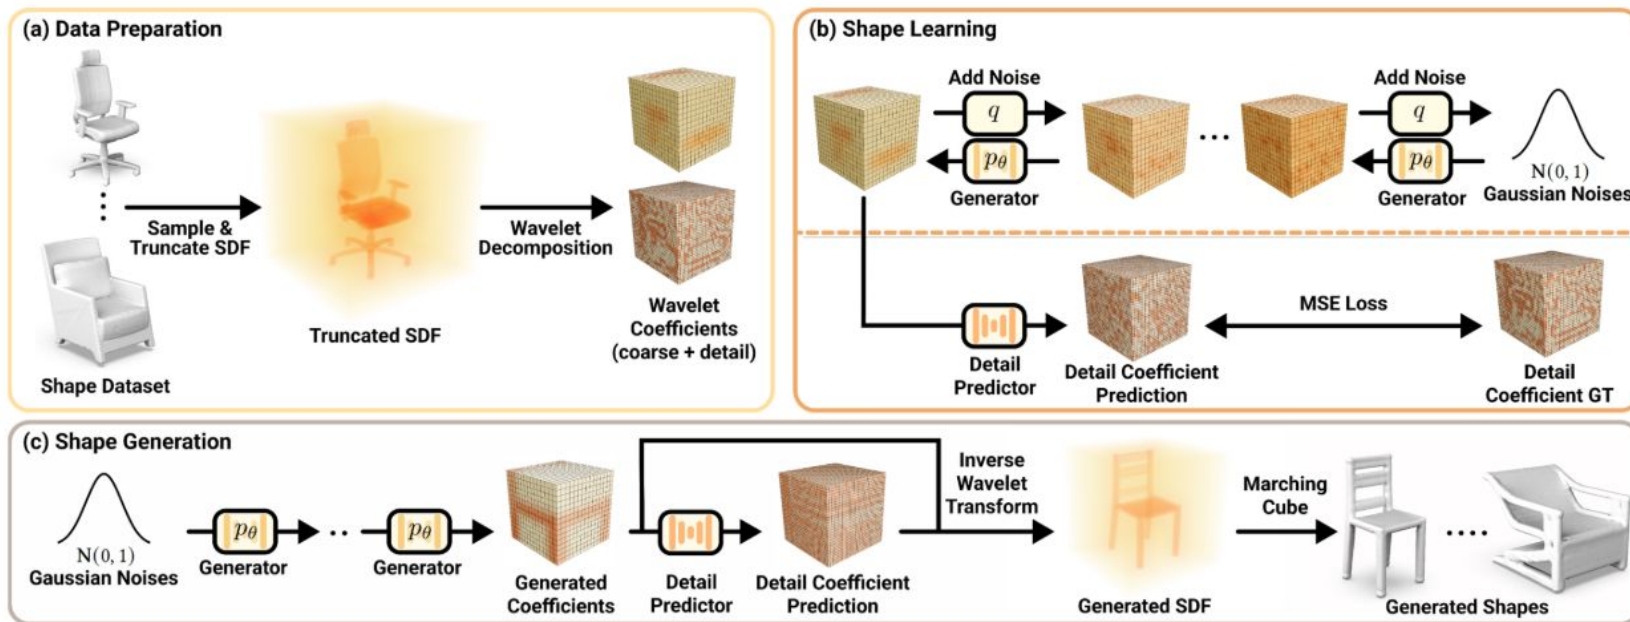 (a) Data Preparation
Sample &
Truncate SDF
Shape Dataset
Truncated SDF
Wavelet
Decomposition
Wavelet
Coefficients
(coarse + detail)
(b) Shape Learning
Add Noise
q
pθ
Generator
...
Add Noise
q
pθ
Generator
N(0, 1)
Gaussian Noises
Detail
Predictor
Detail Coefficient
Prediction
MSE Loss
Detail
Coefficient GT
(c) Shape Generation
N(0, 1)
Gaussian Noises
pθ
Generator
..
pθ
Generator
Generated
Coefficients
Detail
Predictor
Detail Coefficient
Prediction
Inverse
Wavelet
Transform
Generated SDF
Marching
Cube
....
Generated Shapes